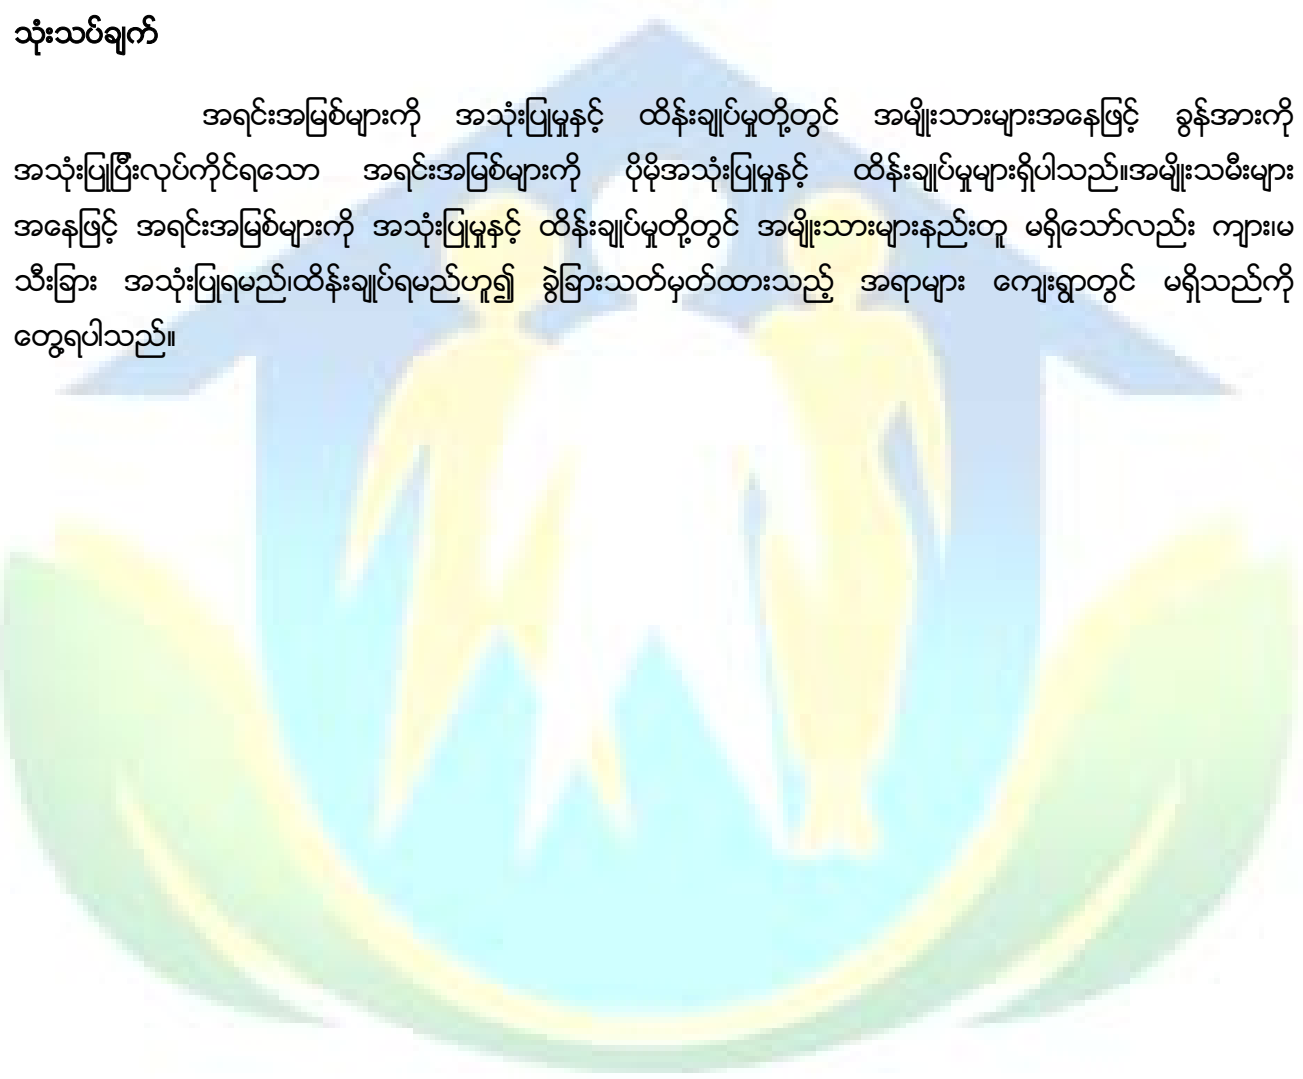 သုံးသပ်ချက်
အရင်းအမြစ်များကို အသုံးပြုမှုနှင့် ထိန်းချုပ်မှုတို့တွင် အမျိုးသားများအနေဖြင့် ခွန်အားကို
အသုံးပြုပြီးလုပ်ကိုင်ရသော အရင်းအမြစ်များကို ပိုမိုအသုံးပြုမှုနှင့် ထိန်းချုပ်မှုများရှိပါသည်။အမျိုးသမီးများ
အနေဖြင့် အရင်းအမြစ်များကို အသုံးပြုမှုနှင့် ထိန်းချုပ်မှုတို့တွင် အမျိုးသားများနည်းတူ မရှိသော်လည်း ကျား၊မ
သီးခြား အသုံးပြုရမည်၊ထိန်းချုပ်ရမည်ဟူ၍ ခွဲခြားသတ်မှတ်ထားသည့် အရာများ ကျေးရွာတွင် မရှိသည်ကို
တွေ့ရပါသည်။